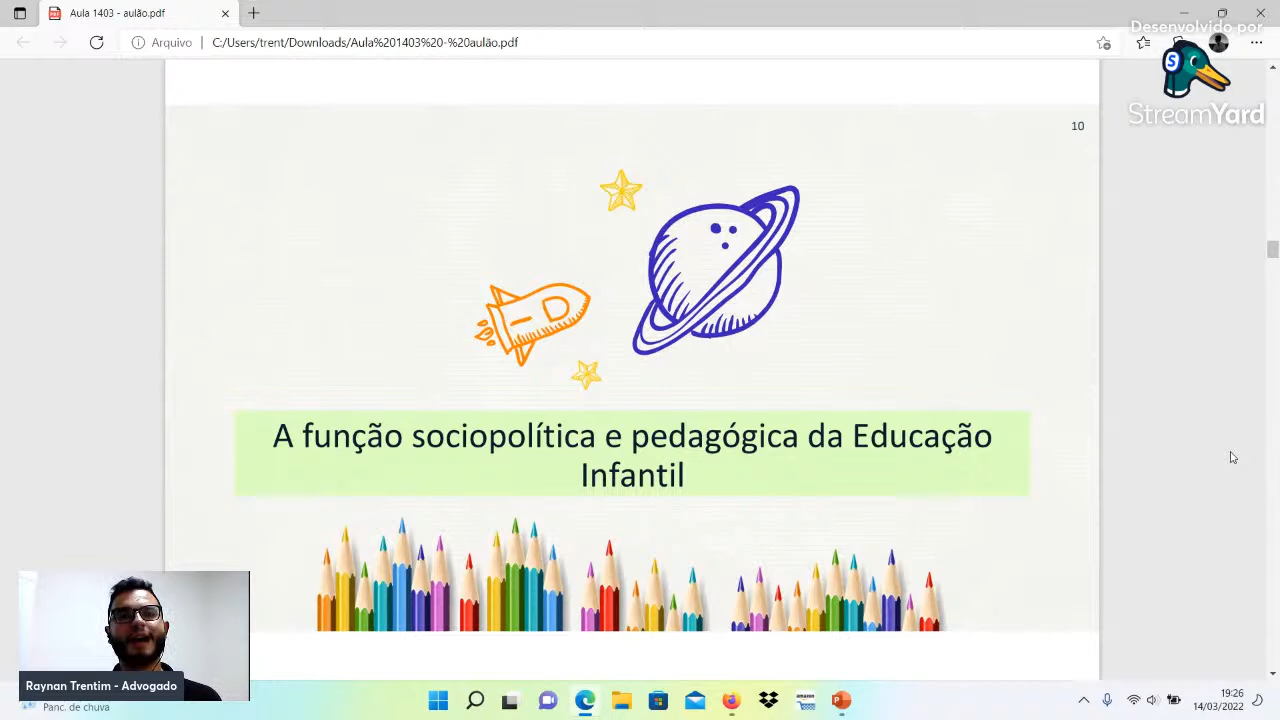 Aula 1403 - aulão.pdf
Desenvolvido por
Arquivo
C:/Users/trent/Downloads/Aula%201403%20-%20aulão.pdf
S
StreamYard
10
A função sociopolítica e pedagógica da Educação
Infantil
Raynan Trentim - Advogado
Panc. de chuva
amazon
19:26
14/03/2022